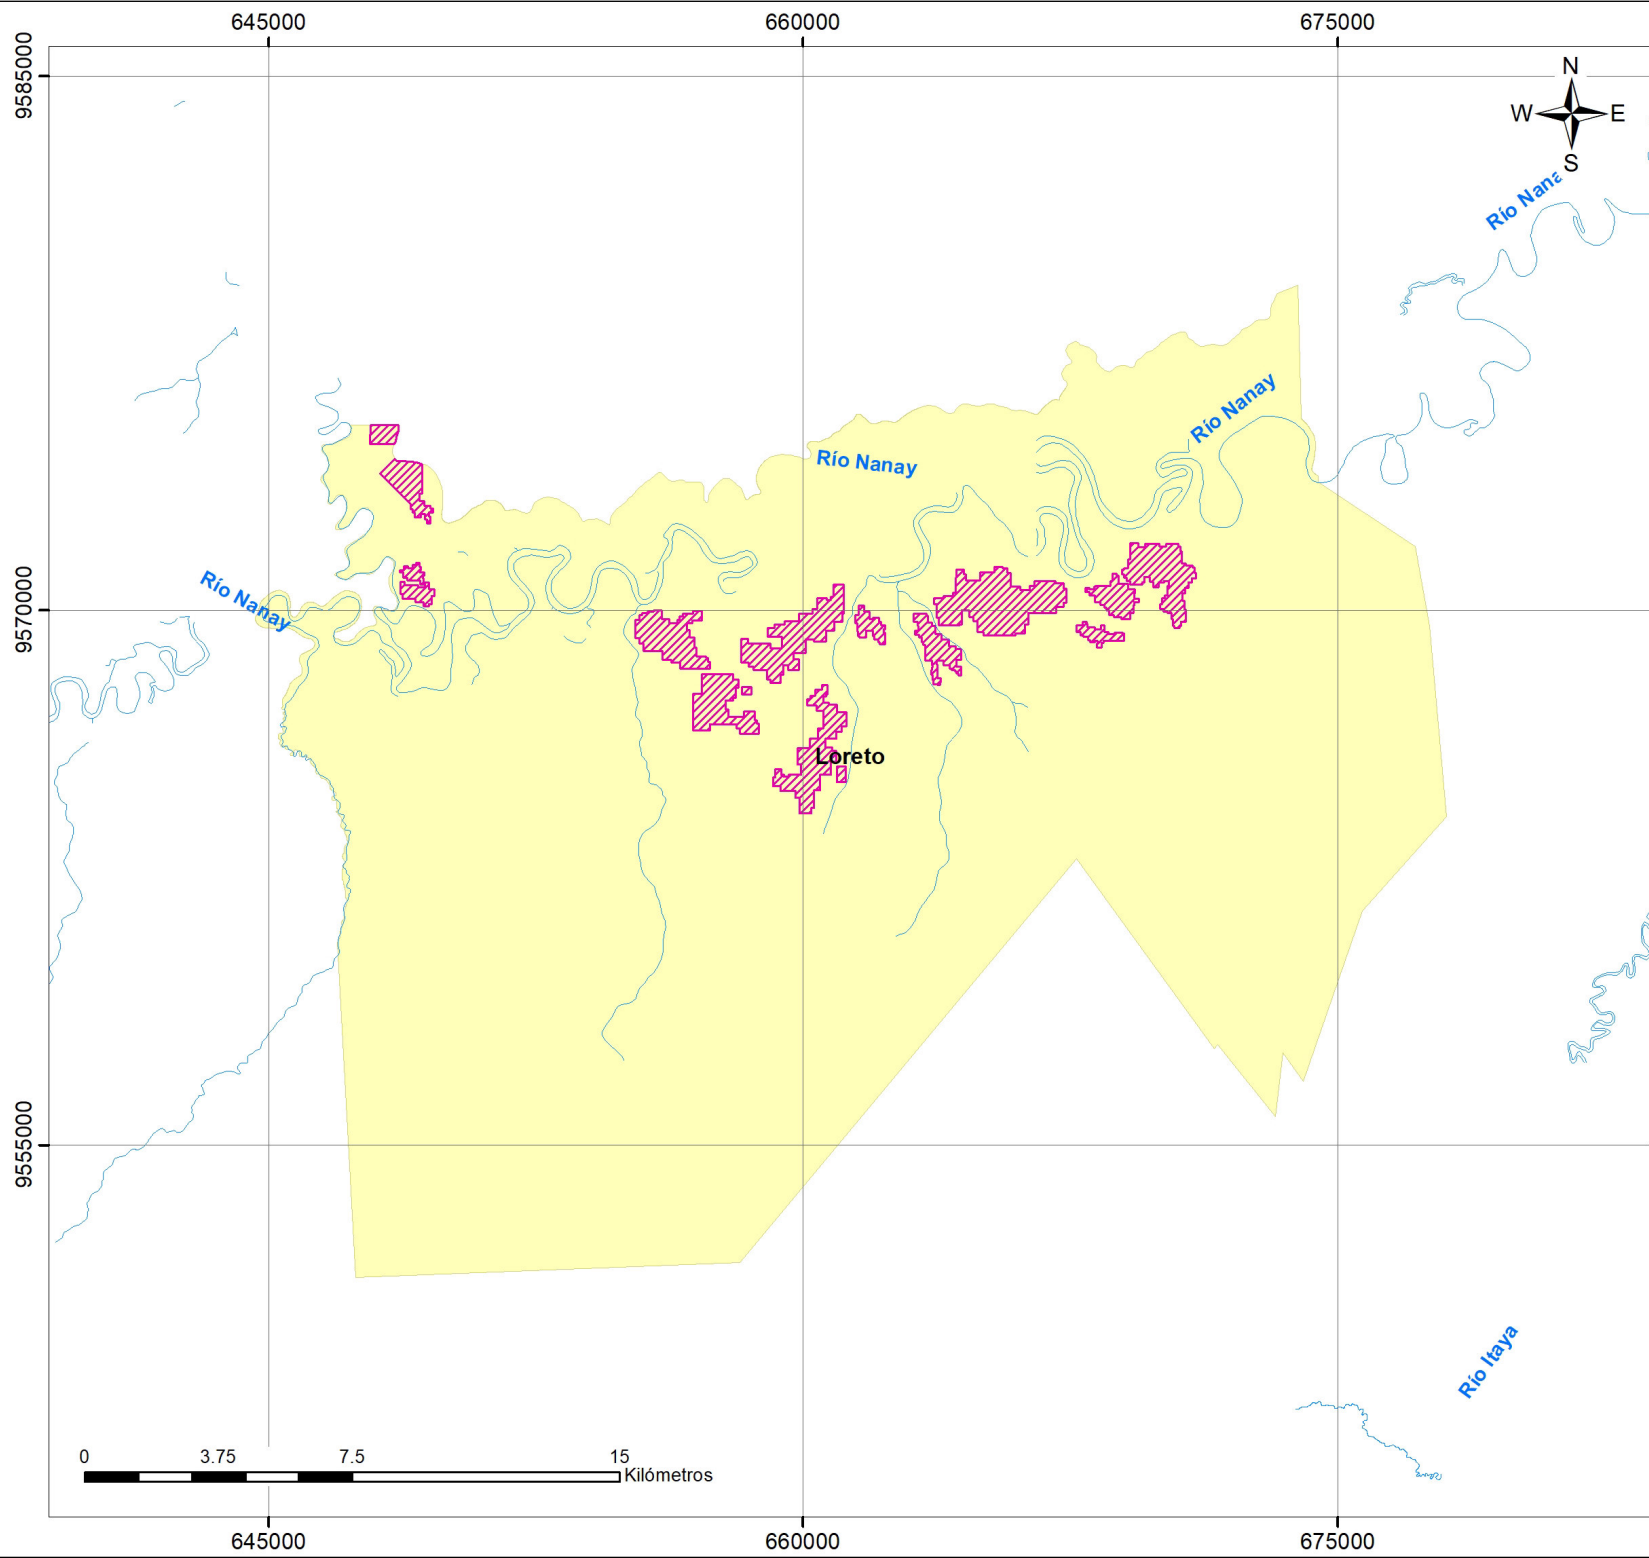 645000
660000
675000
9585000
N
W
E
S
Río Nana
Río Nanay
Río Nanay
Río Nanay
9570000
Loreto
9555000
Río Itaya
0
3.75
7.5
15
Kilómetros
645000
660000
675000